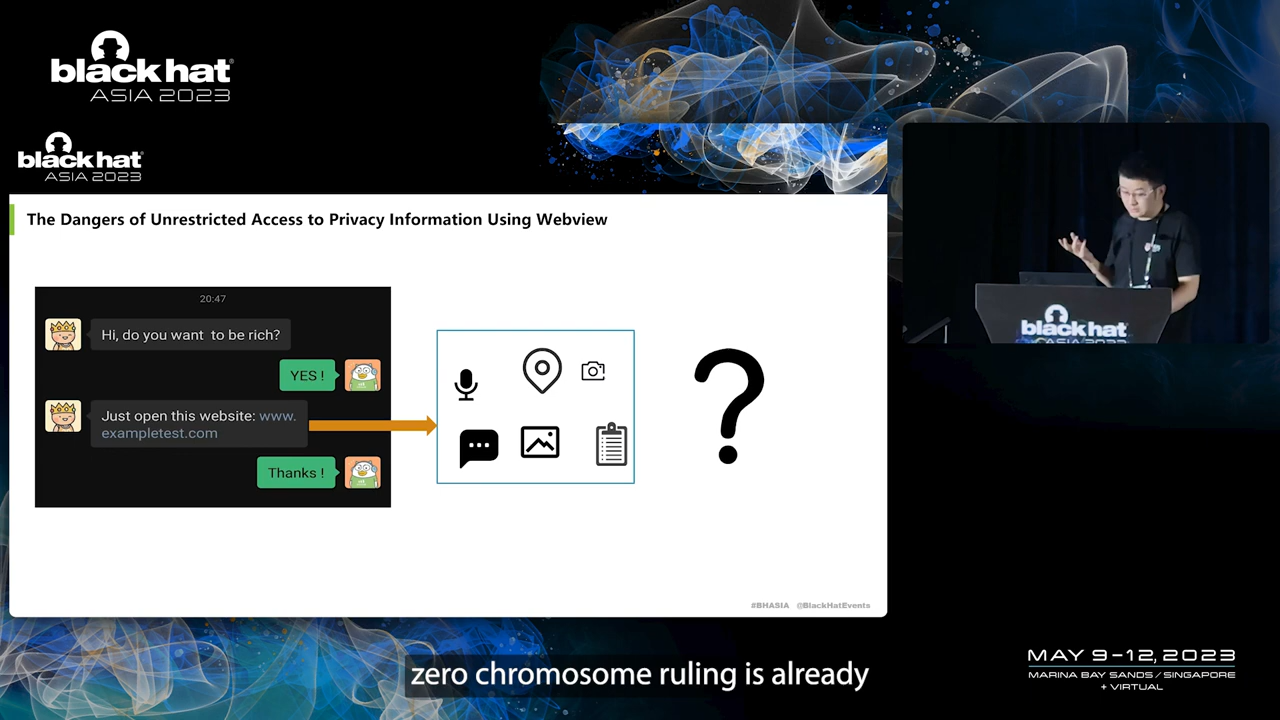 black hat
ASIA 2023
black hat
ASIA 2023
The Dangers of Unrestricted Access to Privacy Information Using Webview
20:47
Hi, do you want  to be rich?
YES !
Just open this website: www.
exampletest.com
Thanks !
?
#BHASIA @BlackHatEvents
black hat
ASIA 2023
zero chromosome ruling is already
MAY 9-12, 2023
MARINA BAY SANDS / SINGAPORE
+ VIRTUAL